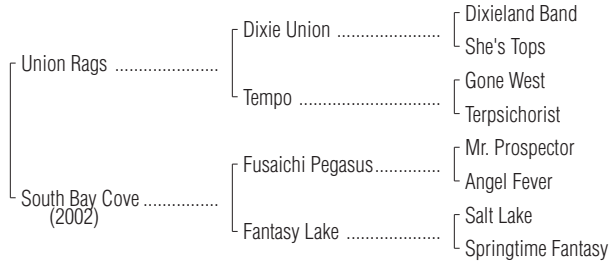 Dixieland Band
Dixie Union ....................
She's Tops
Union Rags ....................
Gone West
Tempo ...........................
Terpsichorist
Mr. Prospector
Fusaichi Pegasus.............
Angel Fever
South Bay Cove ..............
(2002)
Salt Lake
Fantasy Lake ..................
Springtime Fantasy